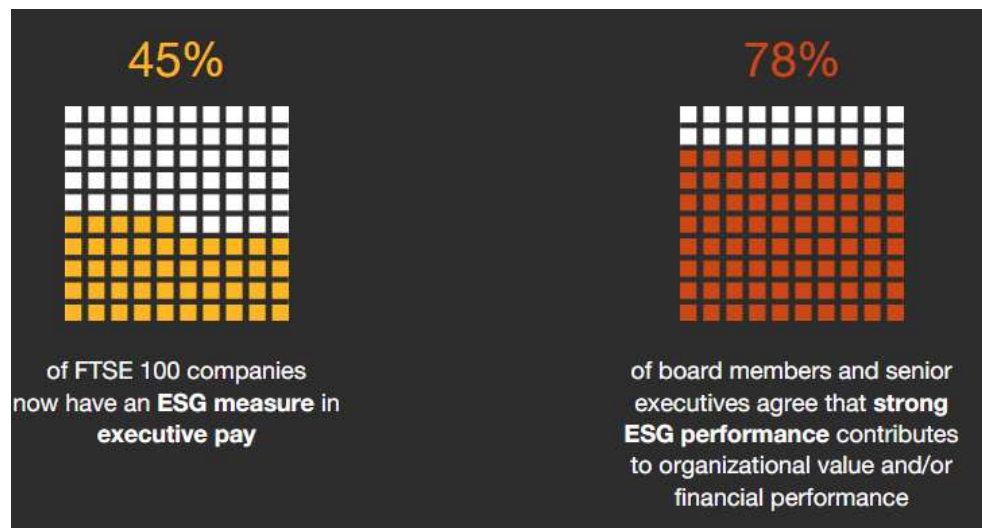 45%
of FTSE 100 companies
now have an ESG measure in
executive pay
78%
of board members and senior
executives agree that strong
ESG performance contributes
to organizational value and/or
financial performance